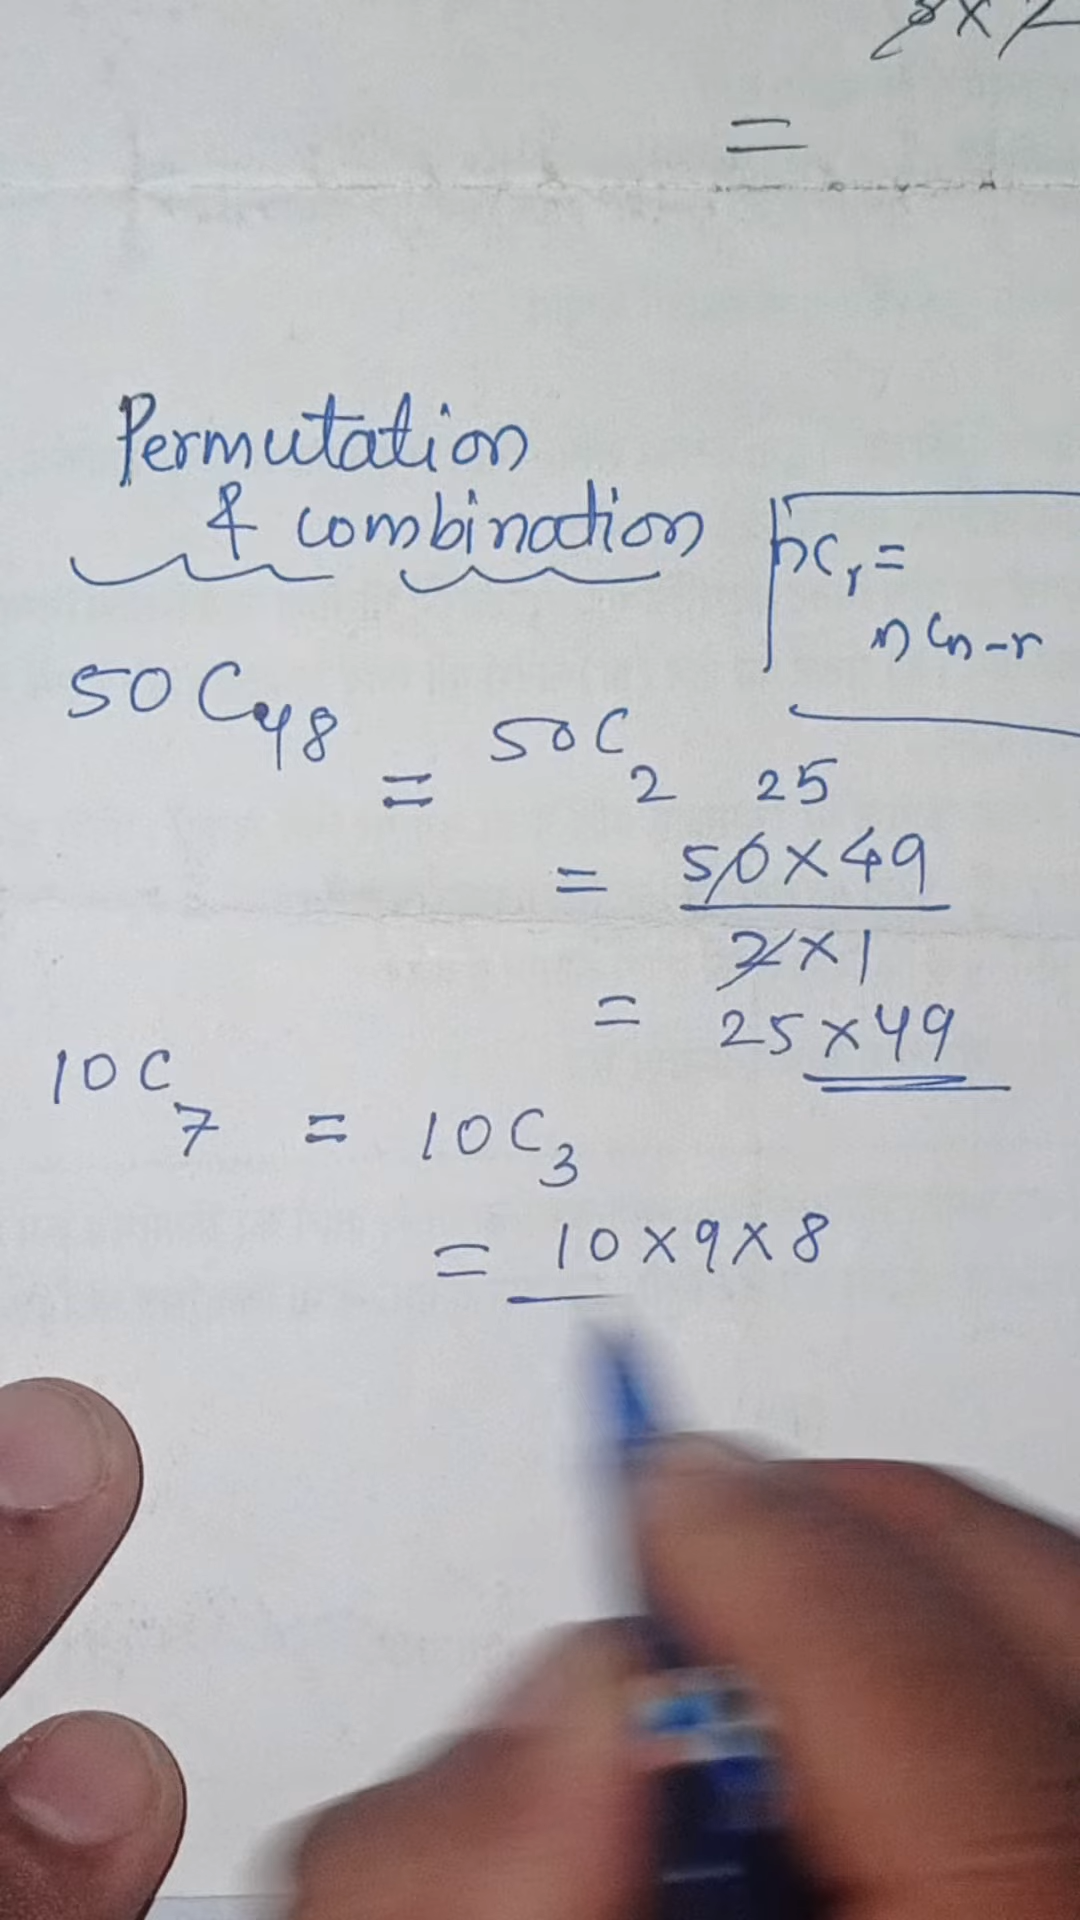 =
Permutation
& combination
nCr =
nCn-r
50C48 = 50C2
25
= 50×49
2×1
= 25×49
10C7 = 10C3
= 10×9×8